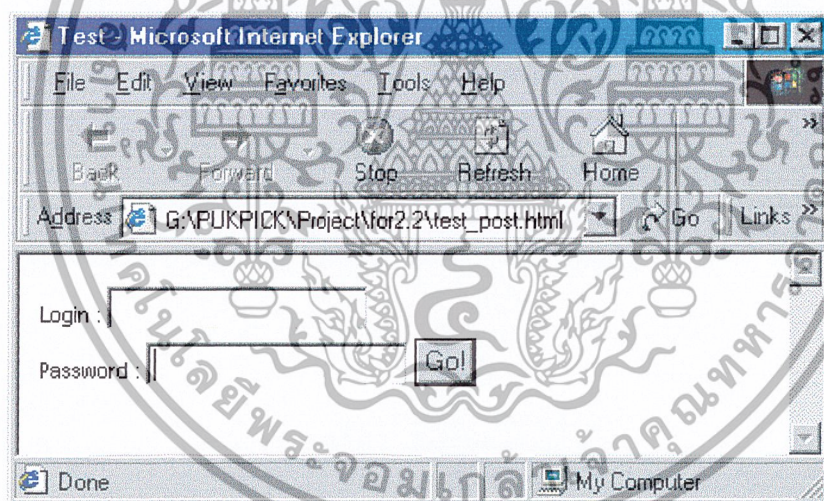 Test - Microsoft Internet Explorer
File Edit View Favorites Tools Help
Back Forward Stop Refresh Home »
Address G:\PUKPICK\Project\for2.2\test_post.html Go Links »
Login :
Password : Go!
Done My Computer